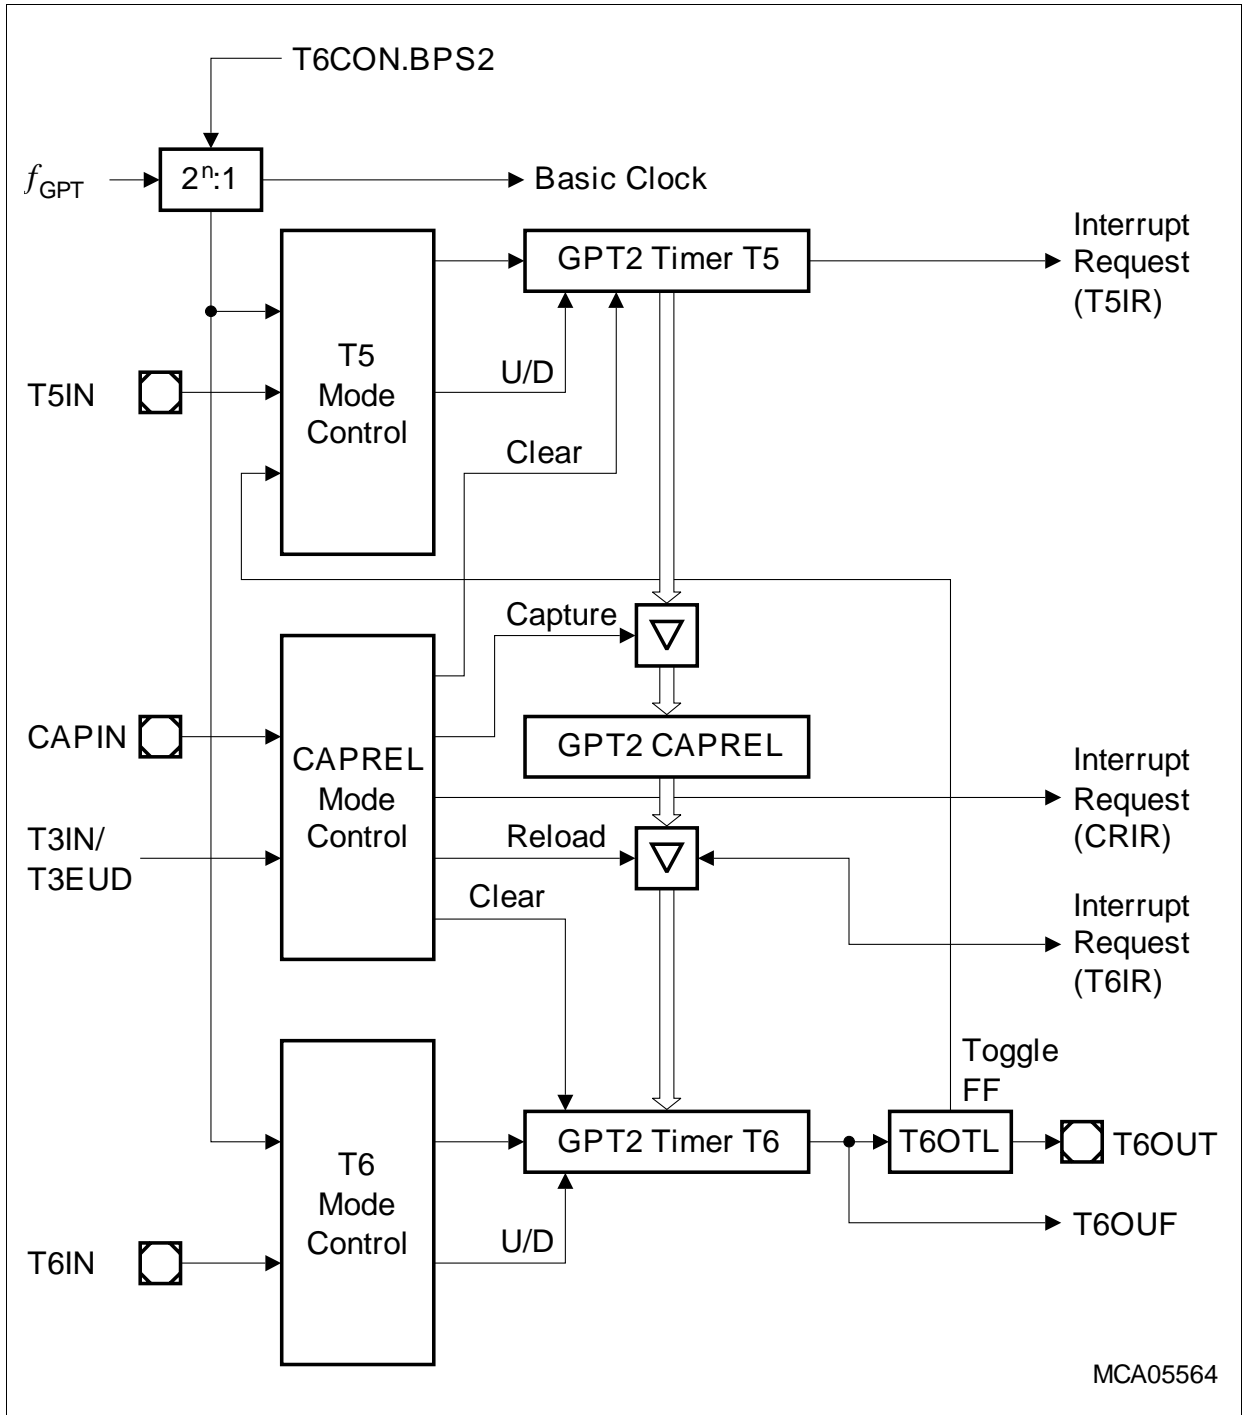 T6CON.BPS2
fGPT
2n:1
Basic Clock
Interrupt
Request
(T5IR)
GPT2 Timer T5
T5
Mode
Control
U/D
T5IN
Clear
Capture
CAPIN
CAPREL
Mode
Control
GPT2 CAPREL
Interrupt
Request
(CRIR)
T3IN/
T3EUD
Reload
Clear
Interrupt
Request
(T6IR)
Toggle
FF
T6
Mode
Control
GPT2 Timer T6
T6OTL
T6OUT
T6OUF
U/D
T6IN
MCA05564